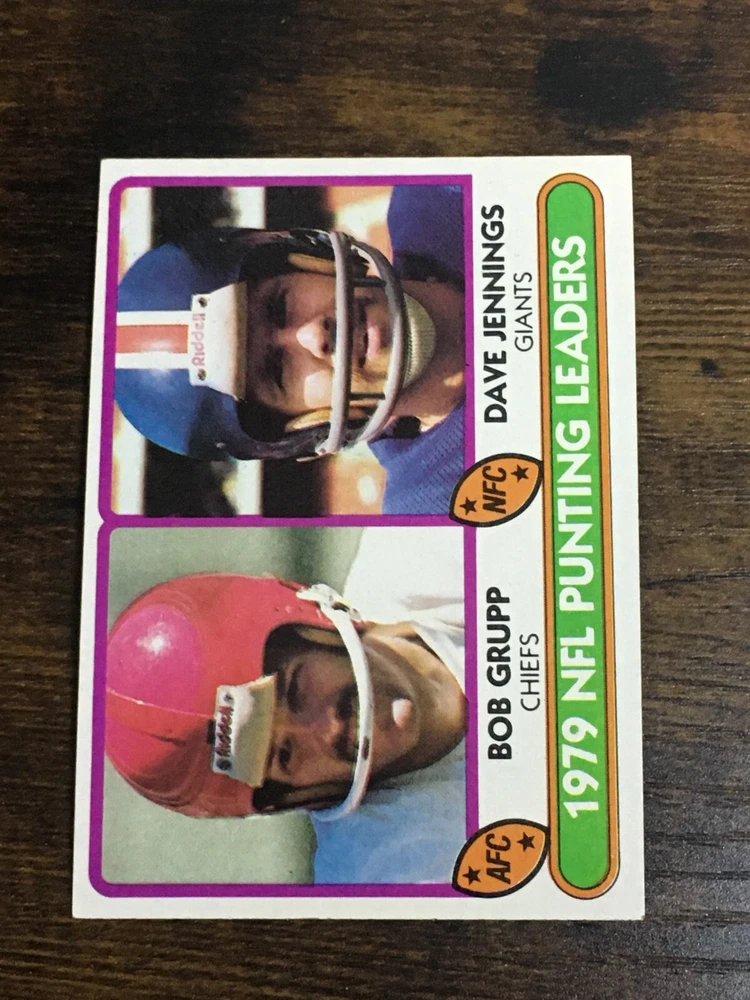 Riddell
Riddell
AFC
BOB GRUPP
CHIEFS
NFC
DAVE JENNINGS
GIANTS
1979 NFL PUNTING LEADERS